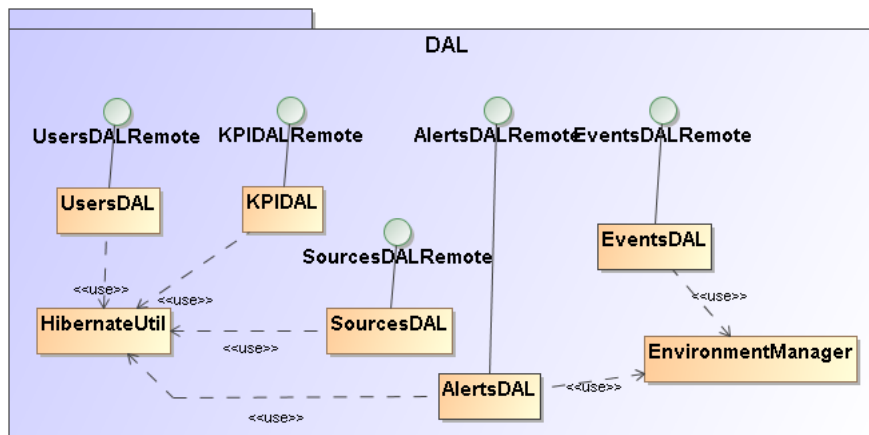 DAL
UsersDALRemote
KPIDALRemote
AlertsDALRemote
EventsDALRemote
UsersDAL
KPIDAL
EventsDAL
SourcesDALRemote
<<use>>
<<use>>
<<use>>
HibernateUtil
SourcesDAL
<<use>>
EnvironmentManager
AlertsDAL
<<use>>
<<use>>